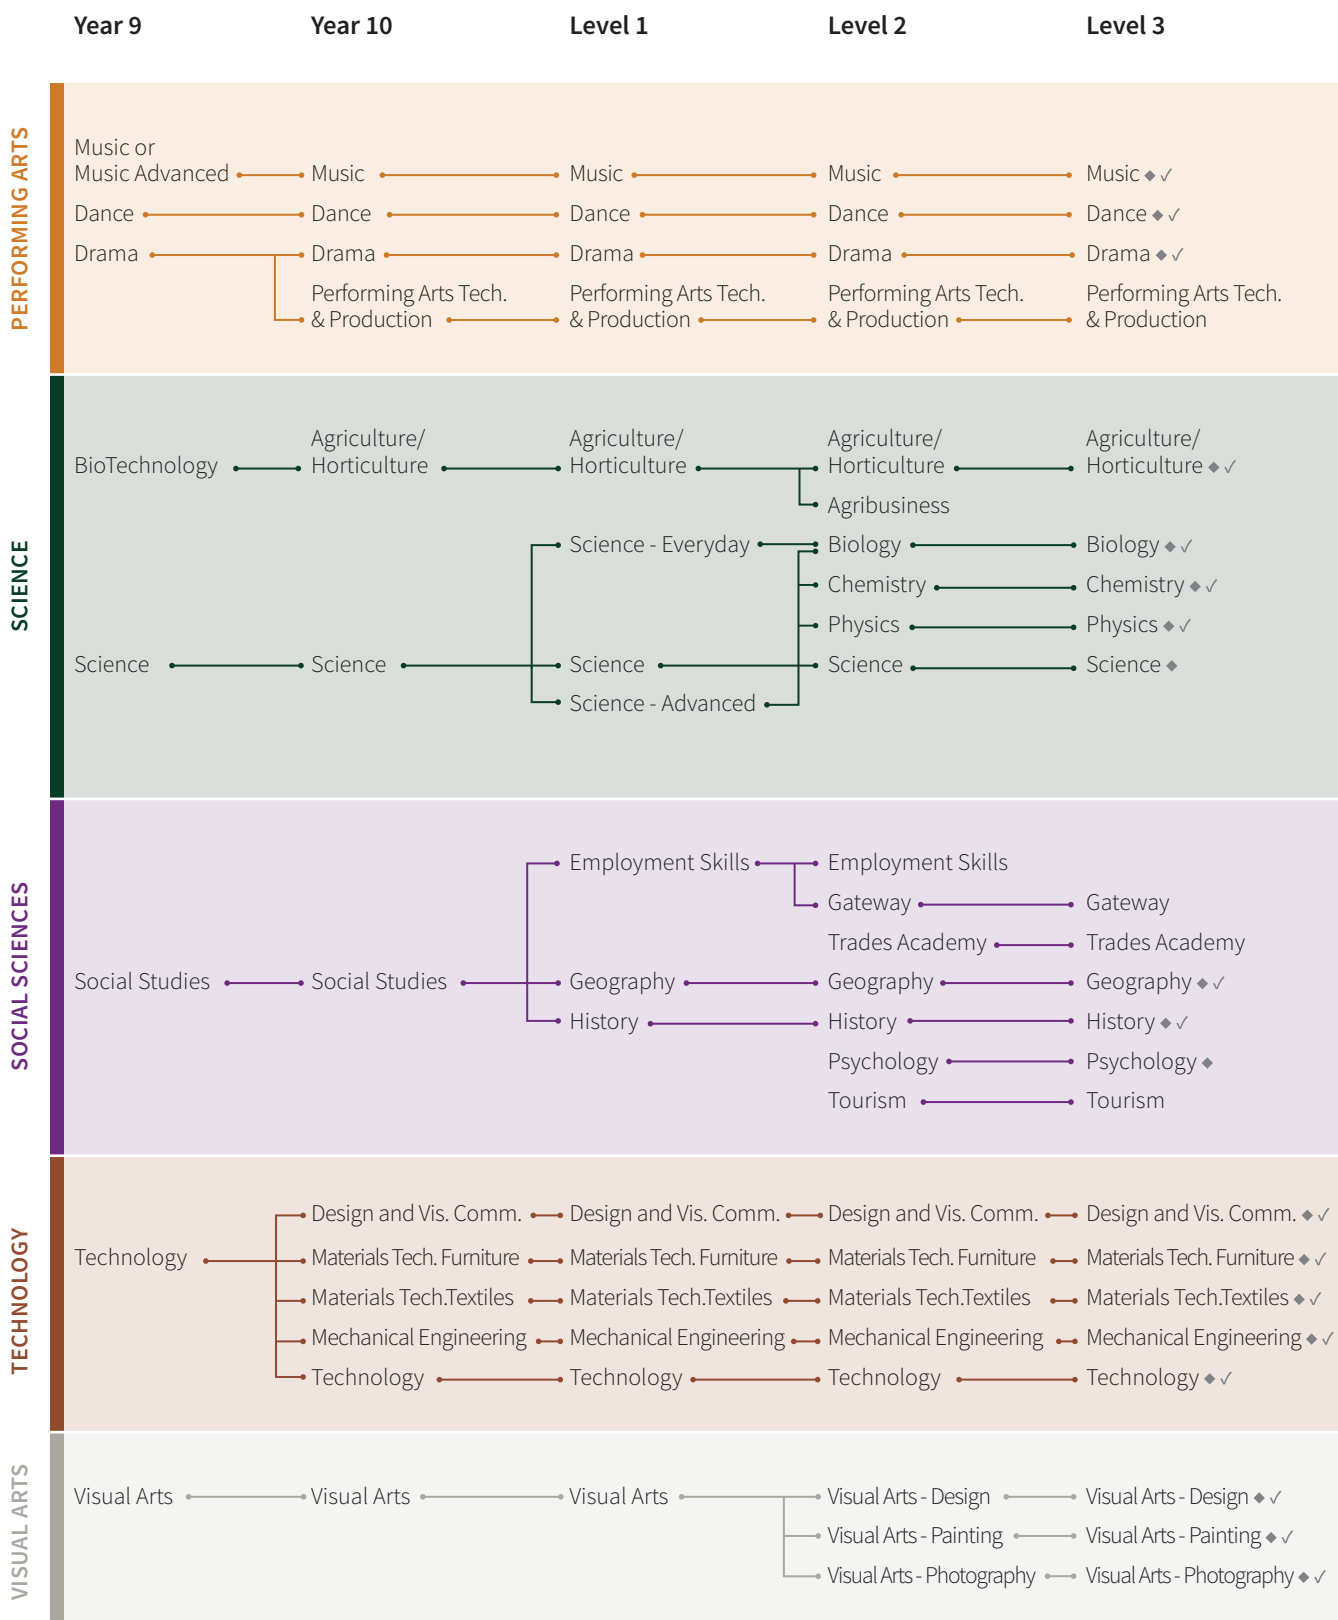 Year 9 Year 10 Level 1 Level 2 Level 3
PERFORMING ARTS
Music or
Music Advanced Music Music Music Music ◆ ✓
Dance Dance Dance Dance Dance ◆ ✓
Drama Drama Drama Drama Drama ◆ ✓
Performing Arts Tech. Performing Arts Tech. Performing Arts Tech. Performing Arts Tech.
& Production & Production & Production & Production
SCIENCE
Agriculture/ Agriculture/ Agriculture/ Agriculture/
BioTechnology Horticulture Horticulture Horticulture Horticulture ◆ ✓
Agribusiness
Science - Everyday Biology Biology ◆ ✓
Chemistry Chemistry ◆ ✓
Physics Physics ◆ ✓
Science Science Science Science Science ◆
Science - Advanced
SOCIAL SCIENCES
Employment Skills Employment Skills
Gateway Gateway
Trades Academy Trades Academy
Social Studies Social Studies Geography Geography Geography ◆ ✓
History History History ◆ ✓
Psychology Psychology ◆
Tourism Tourism
TECHNOLOGY
Design and Vis. Comm. Design and Vis. Comm. Design and Vis. Comm. Design and Vis. Comm. ◆ ✓
Technology Materials Tech. Furniture Materials Tech. Furniture Materials Tech. Furniture Materials Tech. Furniture ◆ ✓
Materials Tech.Textiles Materials Tech.Textiles Materials Tech.Textiles Materials Tech.Textiles ◆ ✓
Mechanical Engineering Mechanical Engineering Mechanical Engineering Mechanical Engineering ◆ ✓
Technology Technology Technology Technology ◆ ✓
VISUAL ARTS
Visual Arts Visual Arts Visual Arts Visual Arts - Design Visual Arts - Design ◆ ✓
Visual Arts - Painting Visual Arts - Painting ◆ ✓
Visual Arts - Photography Visual Arts - Photography ◆ ✓